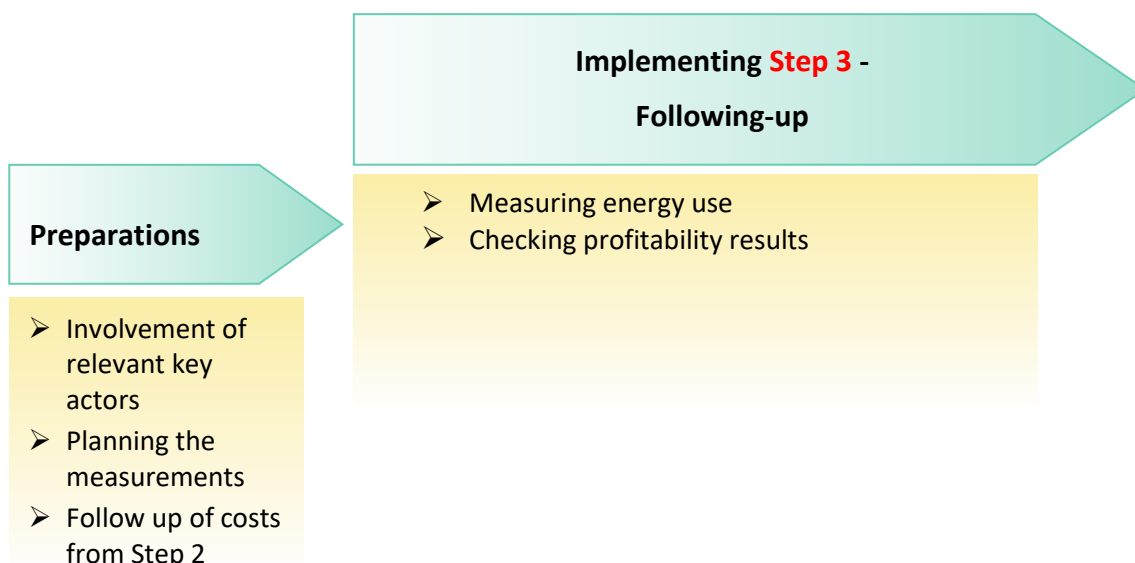 Implementing Step 3 -
Following-up
➢ Measuring energy use
➢ Checking profitability results
Preparations
➢ Involvement of
relevant key
actors
➢ Planning the
measurements
➢ Follow up of costs
from Step 2